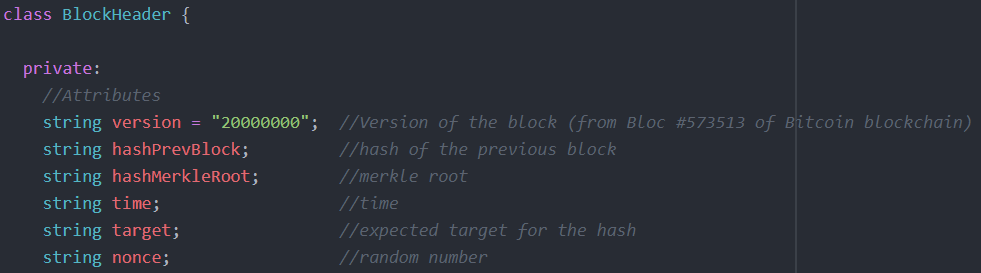 class BlockHeader {
private:
//Attributes
string version = "20000000"; //Version of the block (from Bloc #573513 of Bitcoin blockchain)
string hashPrevBlock; //hash of the previous block
string hashMerkleRoot; //merkle root
string time; //time
string target; //expected target for the hash
string nonce; //random number